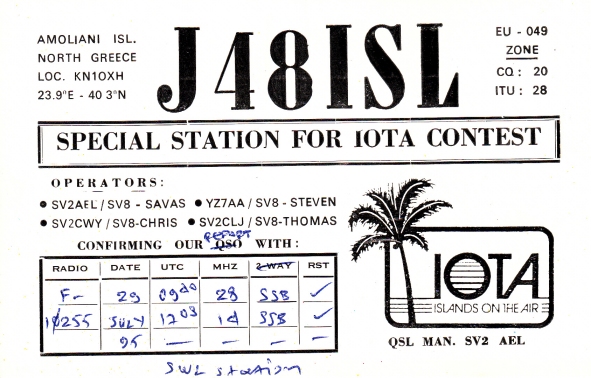 AMOLIANI ISL.
NORTH GREECE
LOC. KN10XH
23.9°E - 40 3°N
J48ISL
EU - 049
ZONE
CQ : 20
ITU : 28
SPECIAL STATION FOR IOTA CONTEST
OPERATORS:
● SV2AEL/SV8 - SAVAS ● YZ7AA/SV8 - STEVEN
● SV2CWY/SV8-CHRIS ● SV2CLJ/SV8-THOMAS
REPORT
CONFIRMING OUR QSO WITH:
RADIO DATE UTC MHZ 2-WAY RST
F- 29 0920 28 SSB ✓
10255 JULY 1203 14 SSB ✓
95 — — — —
SWL STATION
IOTA
ISLANDS ON THE AIR
QSL MAN. SV2 AEL